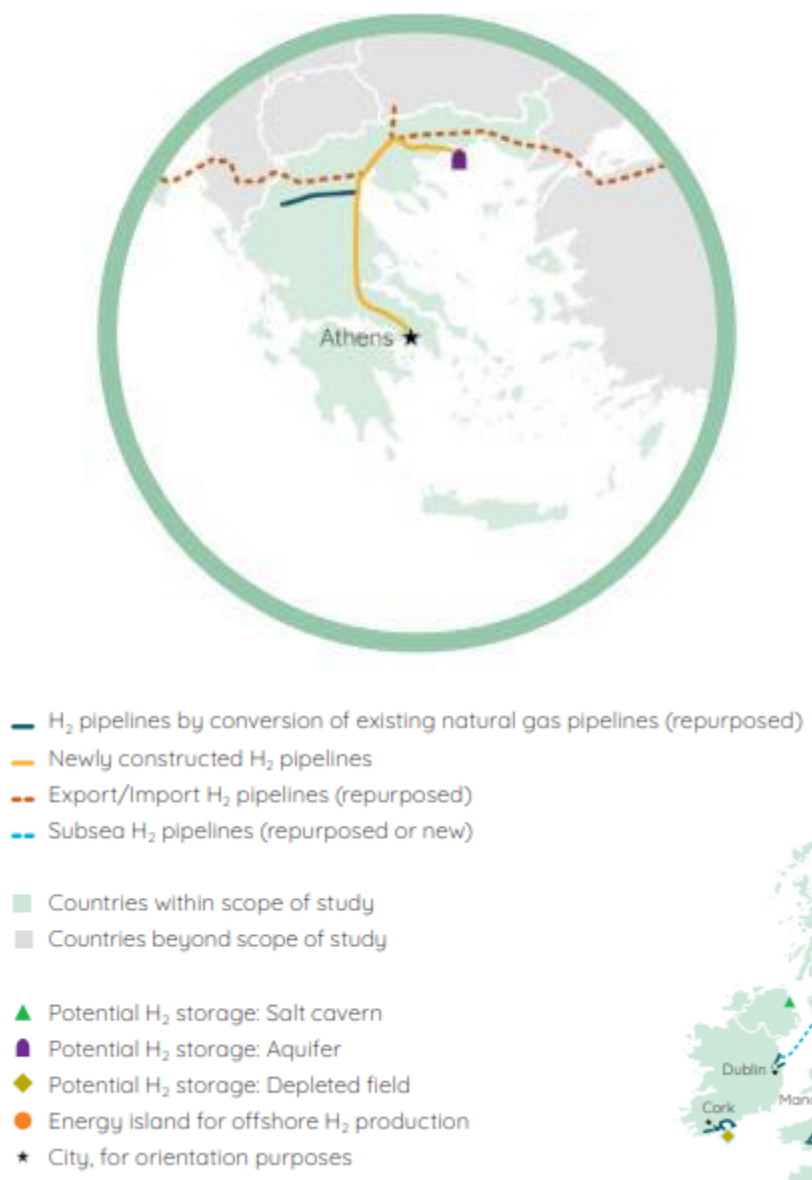 Athens
H₂ pipelines by conversion of existing natural gas pipelines (repurposed)
Newly constructed H₂ pipelines
Export/Import H₂ pipelines (repurposed)
Subsea H₂ pipelines (repurposed or new)
Countries within scope of study
Countries beyond scope of study
Potential H₂ storage: Salt cavern
Potential H₂ storage: Aquifer
Potential H₂ storage: Depleted field
Energy island for offshore H₂ production
City, for orientation purposes
Dublin
Cork